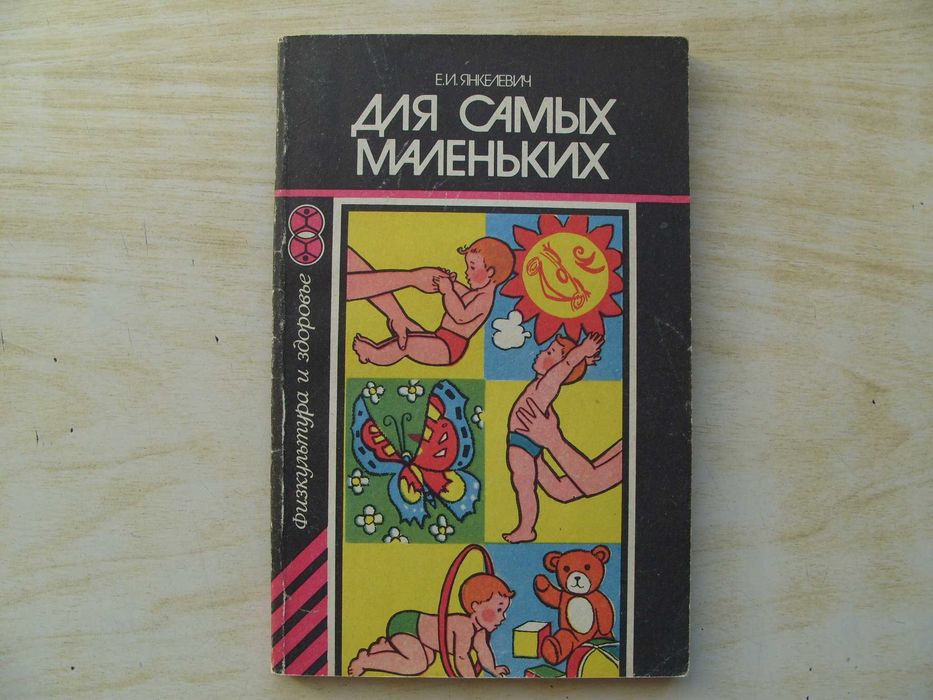 Е.И. ЯНКЕЛЕВИЧ
ДЛЯ САМЫХ
МАЛЕНЬКИХ
Физкультура и здоровье